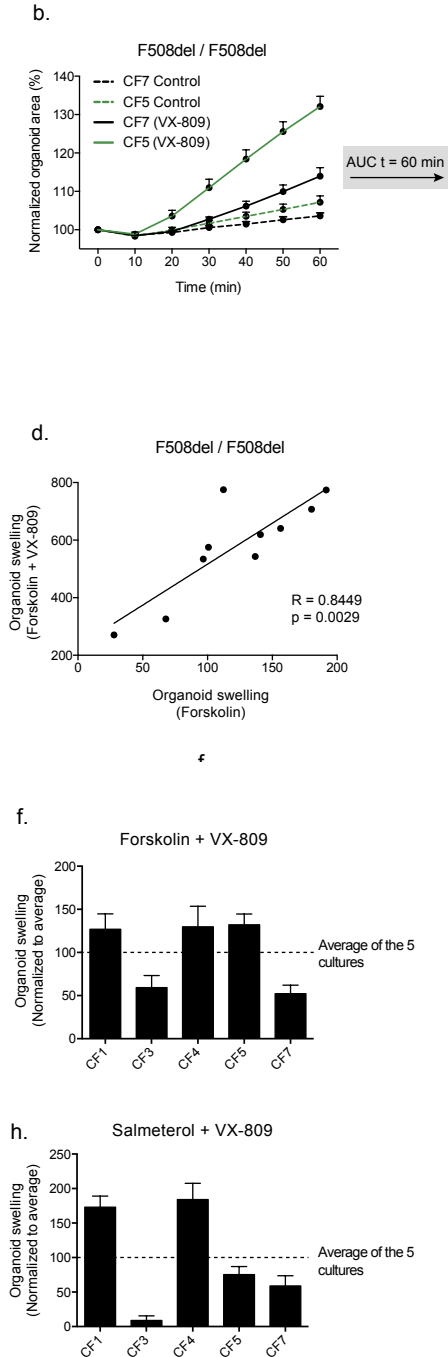 b.
F508del / F508del
Normalized organoid area (%)
140
130
120
110
100
CF7 Control
CF5 Control
CF7 (VX-809)
CF5 (VX-809)
0 10 20 30 40 50 60
Time (min)
AUC t = 60 min
d.
F508del / F508del
Organoid swelling
(Forskolin + VX-809)
800
600
400
200
R = 0.8449
p = 0.0029
0 50 100 150 200
Organoid swelling
(Forskolin)
f.
Forskolin + VX-809
Organoid swelling
(Normalized to average)
200
150
100
50
0
Average of the 5
cultures
CF1 CF3 CF4 CF5 CF7
h.
Salmeterol + VX-809
Organoid swelling
(Normalized to average)
250
200
150
100
50
0
Average of the 5
cultures
CF1 CF3 CF4 CF5 CF7